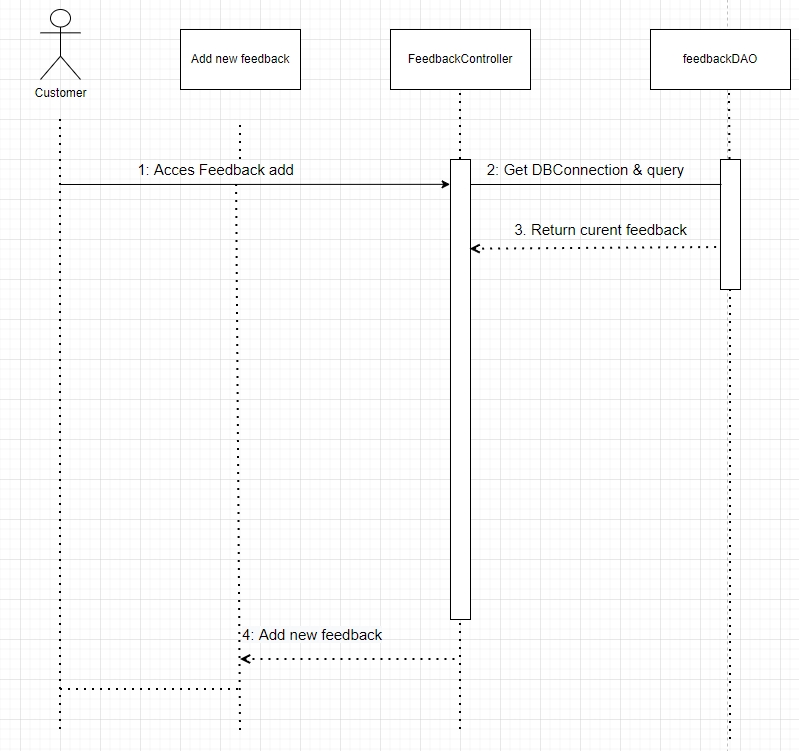 Customer
Add new feedback
FeedbackController
feedbackDAO
1: Acces Feedback add
2: Get DBConnection & query
3. Return curent feedback
4: Add new feedback